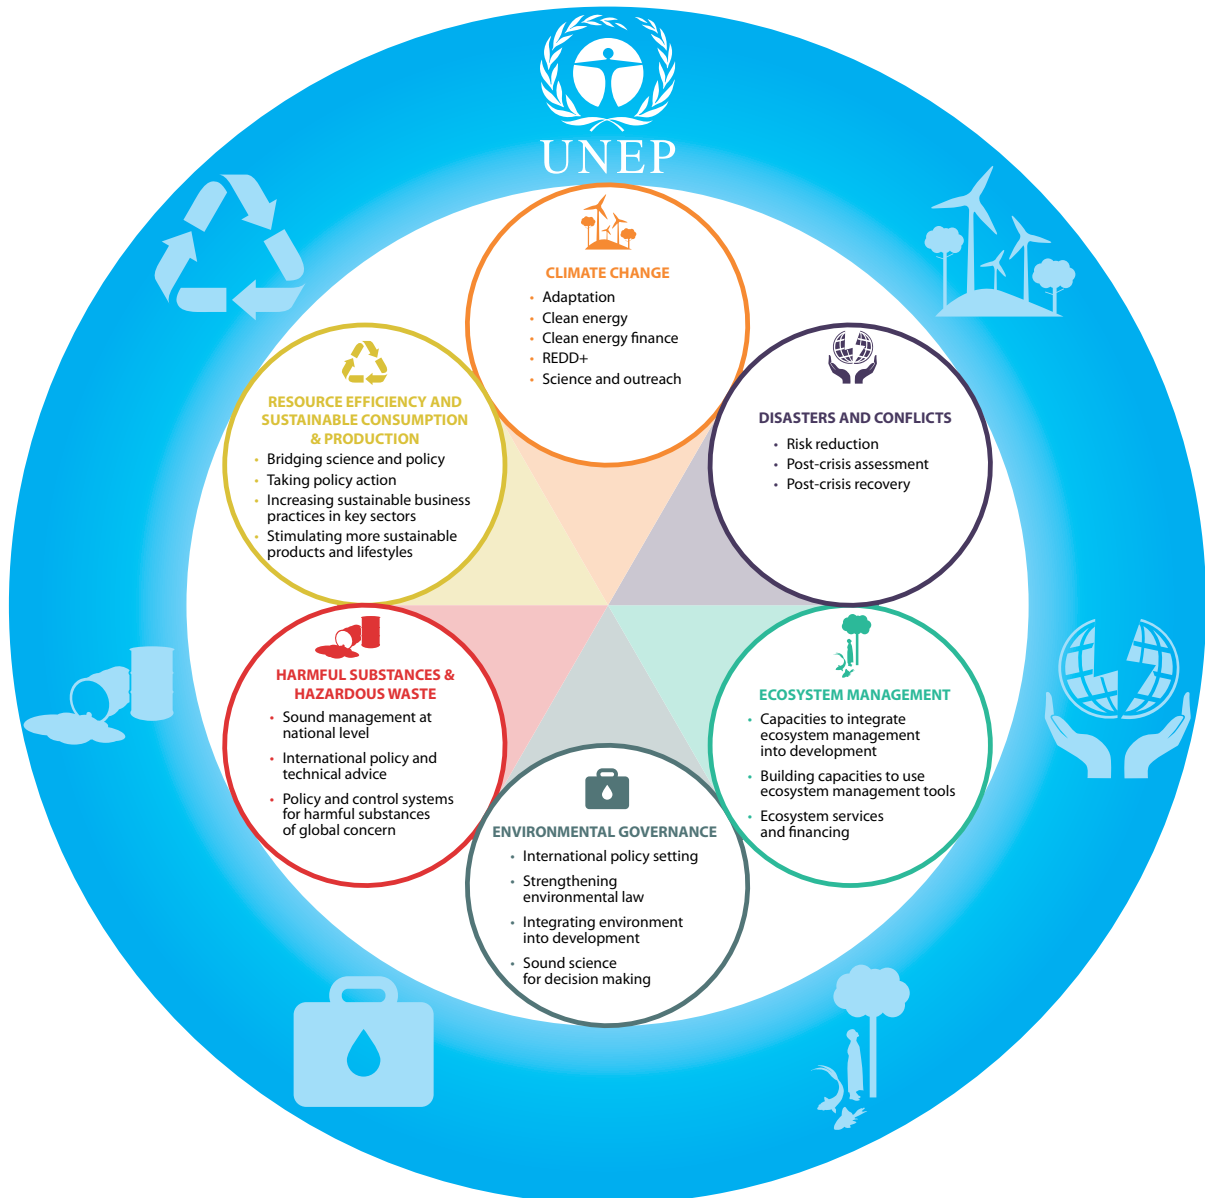 UNEP
CLIMATE CHANGE
• Adaptation
• Clean energy
• Clean energy finance
• REDD+
• Science and outreach
DISASTERS AND CONFLICTS
• Risk reduction
• Post-crisis assessment
• Post-crisis recovery
ECOSYSTEM MANAGEMENT
• Capacities to integrate
ecosystem management
into development
• Building capacities to use
ecosystem management tools
• Ecosystem services
and financing
ENVIRONMENTAL GOVERNANCE
• International policy setting
• Strengthening
environmental law
• Integrating environment
into development
• Sound science
for decision making
HARMFUL SUBSTANCES &
HAZARDOUS WASTE
• Sound management at
national level
• International policy and
technical advice
• Policy and control systems
for harmful substances
of global concern
RESOURCE EFFICIENCY AND
SUSTAINABLE CONSUMPTION
& PRODUCTION
• Bridging science and policy
• Taking policy action
• Increasing sustainable business
practices in key sectors
• Stimulating more sustainable
products and lifestyles